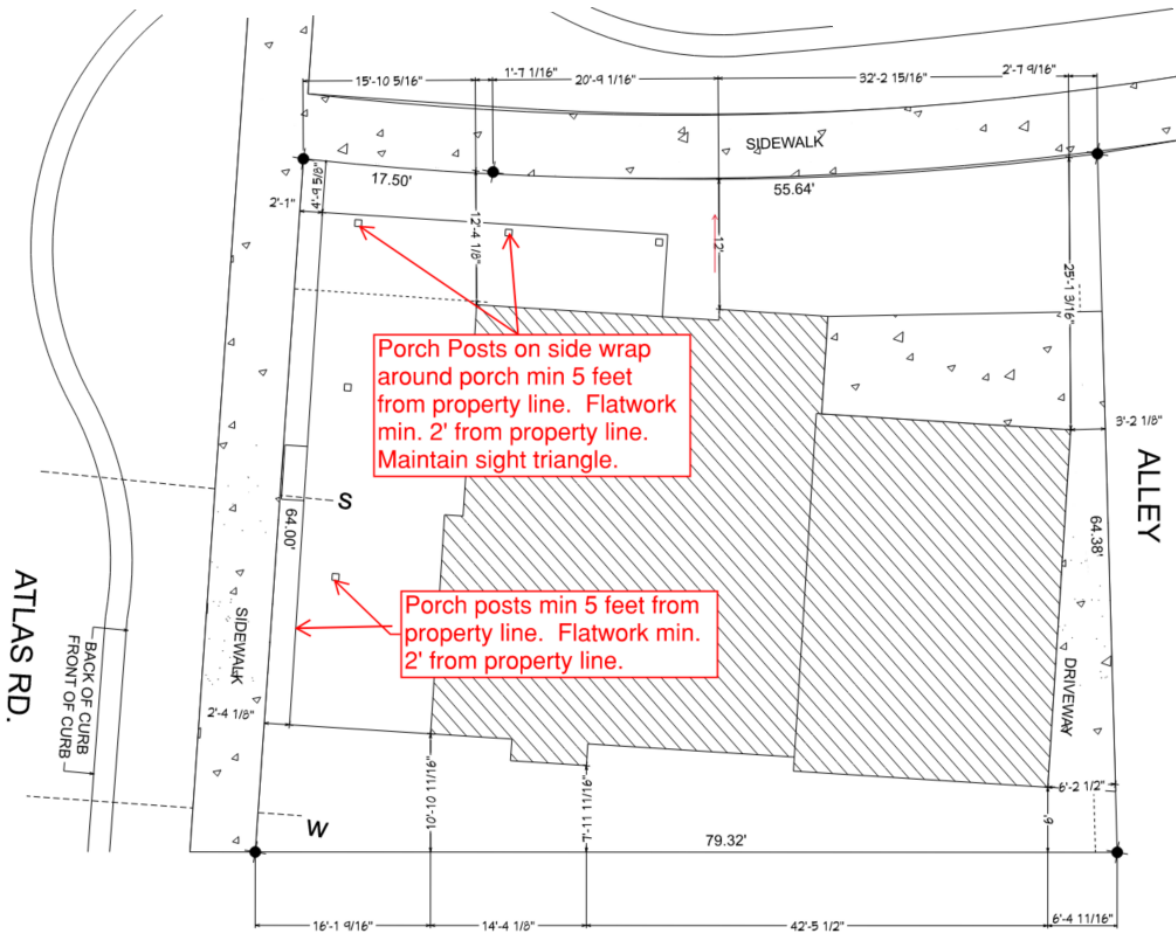 15'-10 5/16"
1'-7 1/16"
20'-9 1/16"
32'-2 15/16"
2'-7 9/16"
SIDEWALK
17.50'
55.64'
4'-9 5/8"
2'-1"
12'-4 1/8"
12'
25'-1 3/16"
Porch Posts on side wrap
around porch min 5 feet
from property line. Flatwork
min. 2' from property line.
Maintain sight triangle.
3'-2 1/8"
ALLEY
S
64.00'
64.38'
ATLAS RD.
BACK OF CURB
FRONT OF CURB
SIDEWALK
Porch posts min 5 feet from
property line. Flatwork min.
2' from property line.
DRIVEWAY
2'-4 1/8"
10'-10 11/16"
7'-11 11/16"
6'-2 1/2"
W
79.32'
16'-1 9/16"
14'-4 1/8"
42'-5 1/2"
6'-4 11/16"